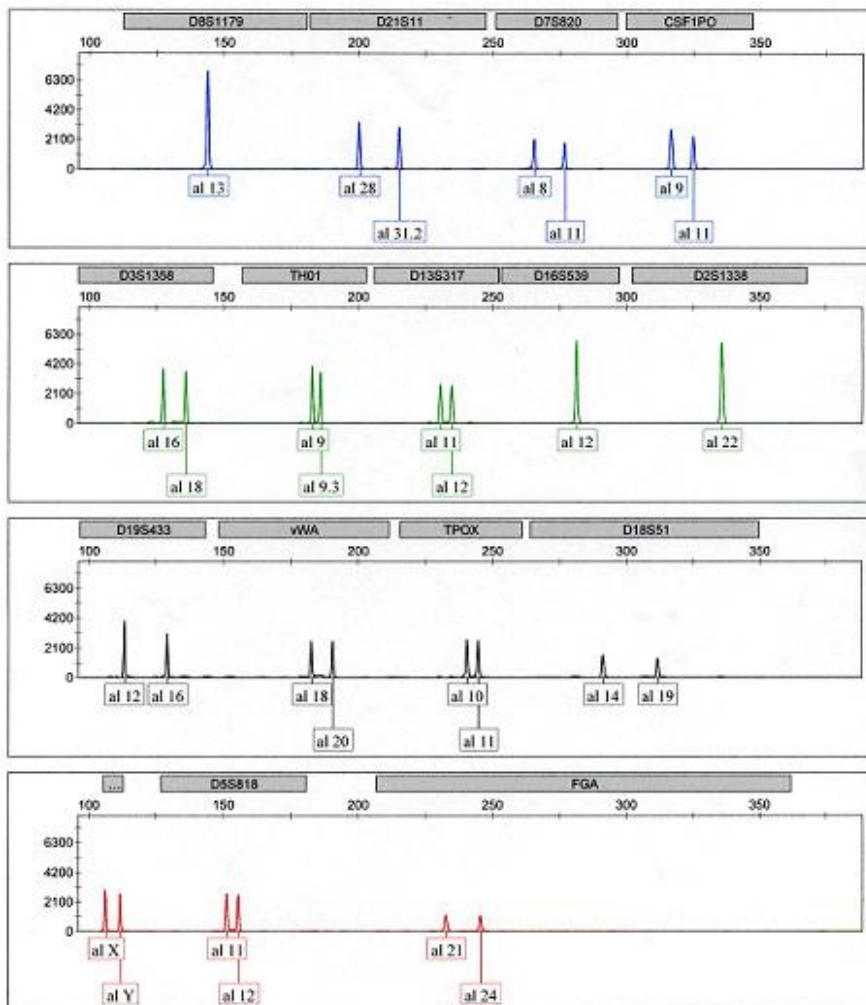 D8S1179 D21S11 D7S820 CSF1PO
100 150 200 250 300 350
6300
4200
2100
0
al 13 al 28 al 8 al 9
al 31.2 al 11 al 11
D3S1358 TH01 D13S317 D16S539 D2S1338
100 150 200 250 300 350
6300
4200
2100
0
al 16 al 9 al 11 al 12 al 22
al 18 al 9.3 al 12
D19S433 vWA TPOX D18S51
100 150 200 250 300 350
6300
4200
2100
0
al 12 al 16 al 18 al 10 al 14 al 19
al 20 al 11
... D5S818 FGA
100 150 200 250 300 350
6300
4200
2100
0
al X al 11 al 21
al Y al 12 al 24